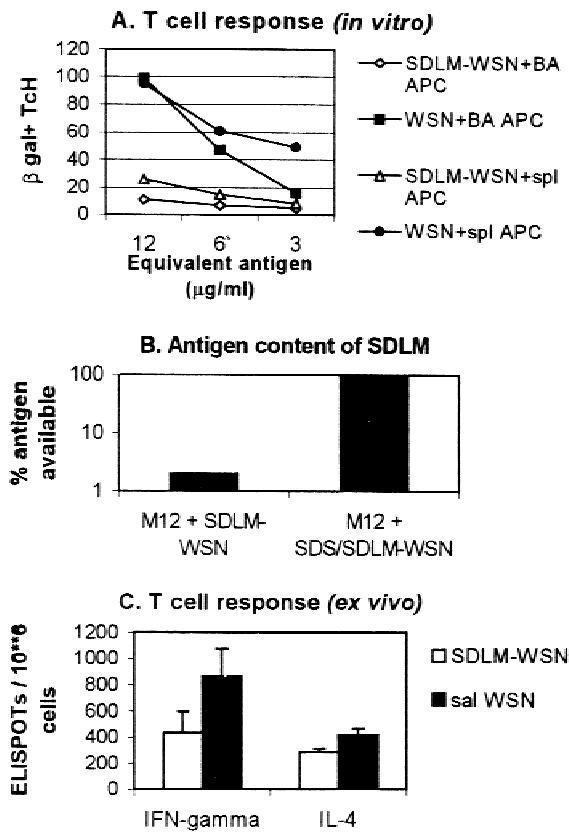 A. T cell response (in vitro)
β gal+ TcH
120
100
80
60
40
20
0
12
6
3
Equivalent antigen
(μg/ml)
SDLM-WSN+BA
APC
WSN+BA APC
SDLM-WSN+spl
APC
WSN+spl APC
B. Antigen content of SDLM
% antigen
available
100
10
1
M12 + SDLM-
WSN
M12 +
SDS/SDLM-WSN
C. T cell response (ex vivo)
ELISPOTs / 10**6
cells
1200
1000
800
600
400
200
0
IFN-gamma
IL-4
SDLM-WSN
sal WSN